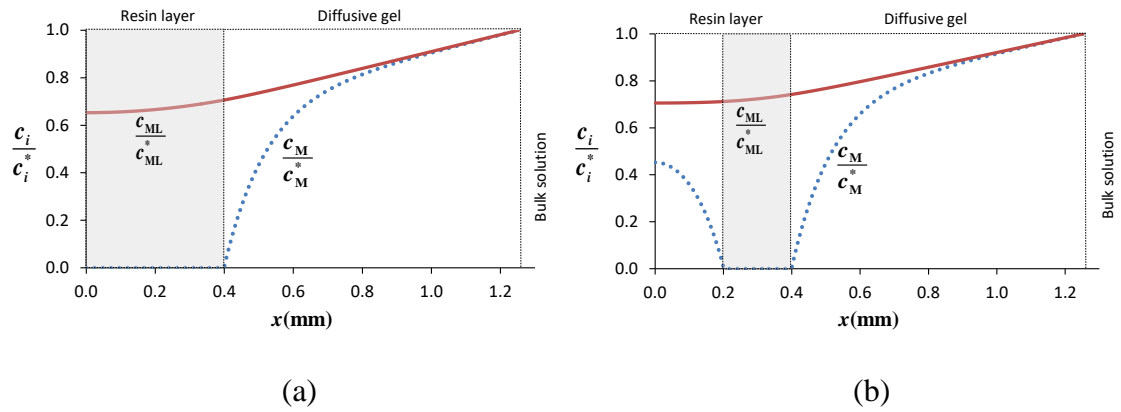 Resin layer Diffusive gel
1.0
0.8
0.6
0.4
0.2
0.0
c_i
c_i^*
c_ML
c_ML^*
c_M
c_M^*
Bulk solution
0.0 0.2 0.4 0.6 0.8 1.0 1.2
x(mm)
(a)
Resin layer Diffusive gel
1.0
0.8
0.6
0.4
0.2
0.0
c_i
c_i^*
c_ML
c_ML^*
c_M
c_M^*
Bulk solution
0.0 0.2 0.4 0.6 0.8 1.0 1.2
x(mm)
(b)